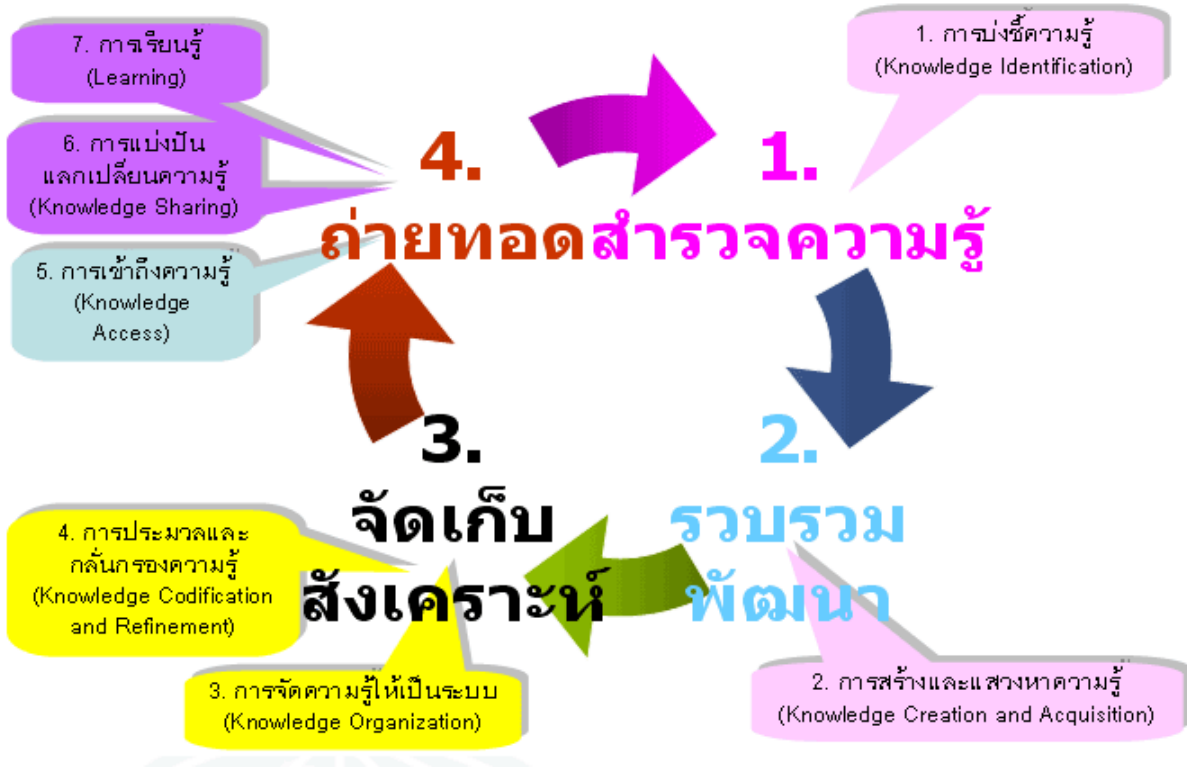 7. การเรียนรู้
(Learning)
1. การบ่งชี้ความรู้
(Knowledge Identification)
6. การแบ่งปัน
แลกเปลี่ยนความรู้
(Knowledge Sharing)
5. การเข้าถึงความรู้
(Knowledge
Access)
4.
ถ่ายทอด
1.
สำรวจความรู้
2.
รวบรวม
พัฒนา
3.
จัดเก็บ
สังเคราะห์
4. การประมวลและ
กลั่นกรองความรู้
(Knowledge Codification
and Refinement)
3. การจัดความรู้ให้เป็นระบบ
(Knowledge Organization)
2. การสร้างและแสวงหาความรู้
(Knowledge Creation and Acquisition)